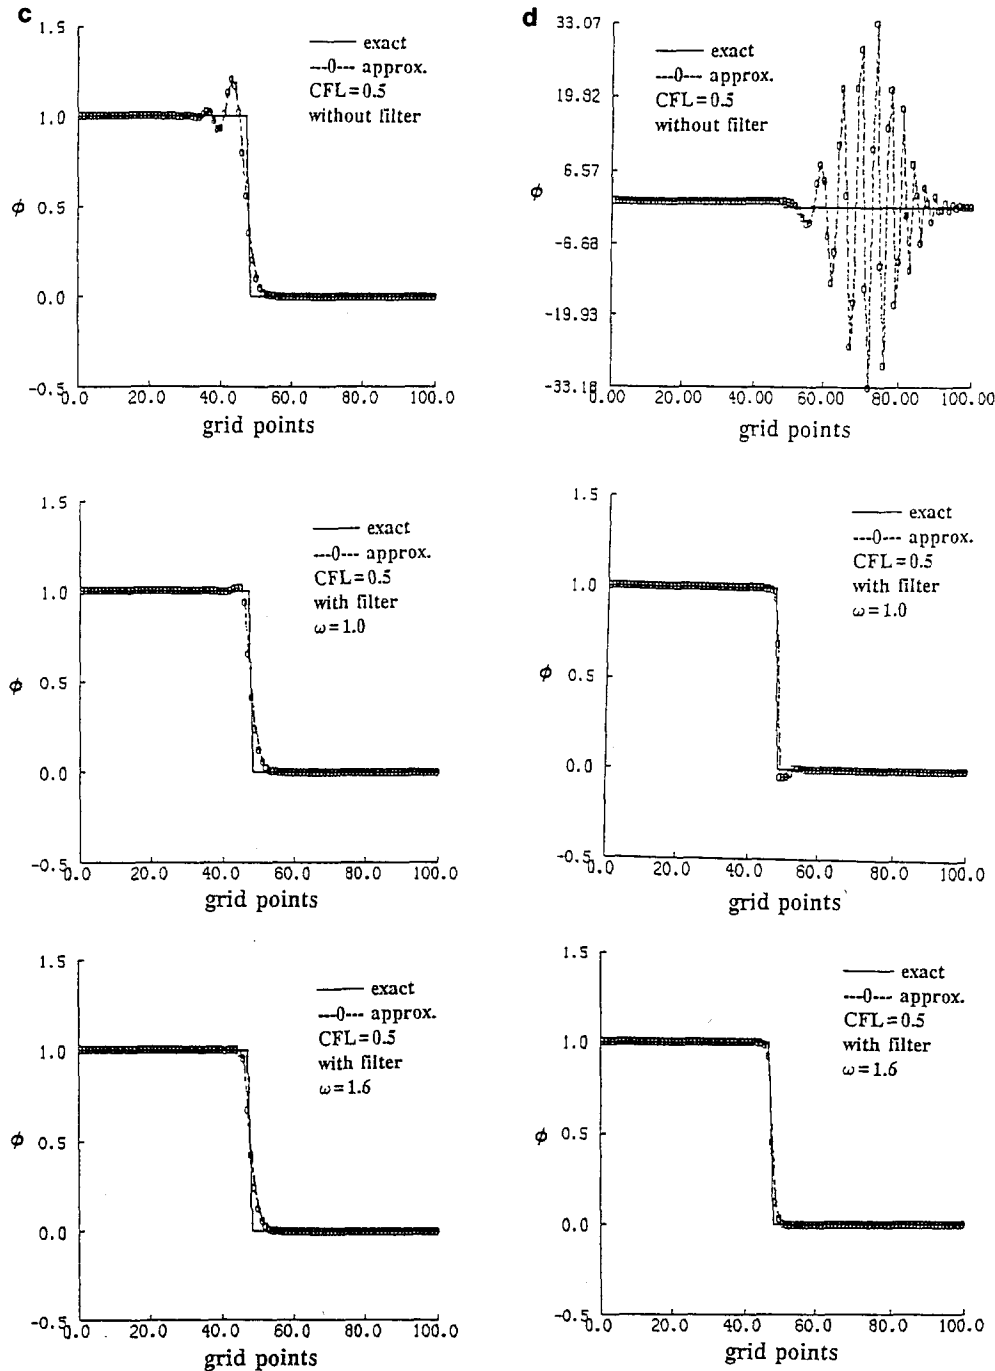 c
1.5
1.0
0.5
0.0
-0.5
ϕ
exact
---0--- approx.
CFL=0.5
without filter
0.0 20.0 40.0 60.0 80.0 100.0
grid points
d
33.07
19.82
6.57
-6.68
-19.93
-33.18
ϕ
exact
---0--- approx.
CFL=0.5
without filter
0.00 20.00 40.00 60.00 80.00 100.00
grid points
1.5
1.0
0.5
0.0
-0.5
ϕ
exact
---0--- approx.
CFL=0.5
with filter
ω=1.0
0.0 20.0 40.0 60.0 80.0 100.0
grid points
1.5
1.0
0.5
0.0
-0.5
ϕ
exact
---0--- approx.
CFL=0.5
with filter
ω=1.0
0.0 20.0 40.0 60.0 80.0 100.0
grid points
1.5
1.0
0.5
0.0
-0.5
ϕ
exact
---0--- approx.
CFL=0.5
with filter
ω=1.6
0.0 20.0 40.0 60.0 80.0 100.0
grid points
1.5
1.0
0.5
0.0
-0.5
ϕ
exact
---0--- approx.
CFL=0.5
with filter
ω=1.6
0.0 20.0 40.0 60.0 80.0 100.0
grid points